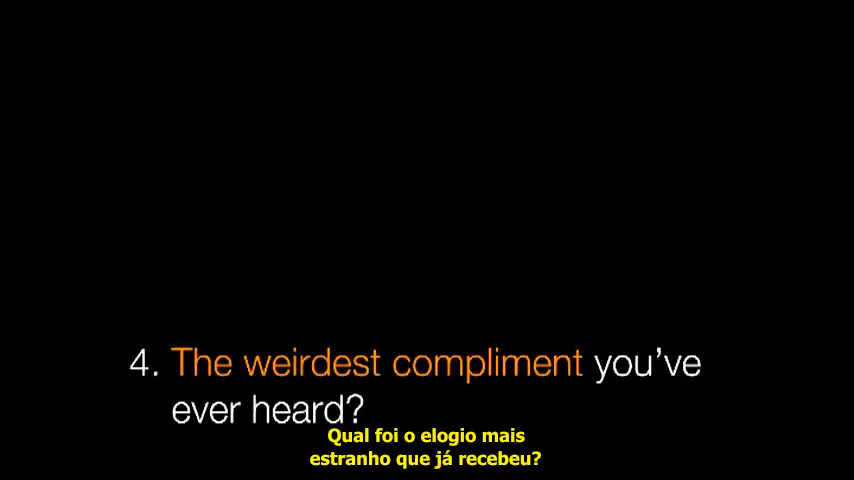 4. The weirdest compliment you’ve
ever heard?
Qual foi o elogio mais
estranho que já recebeu?